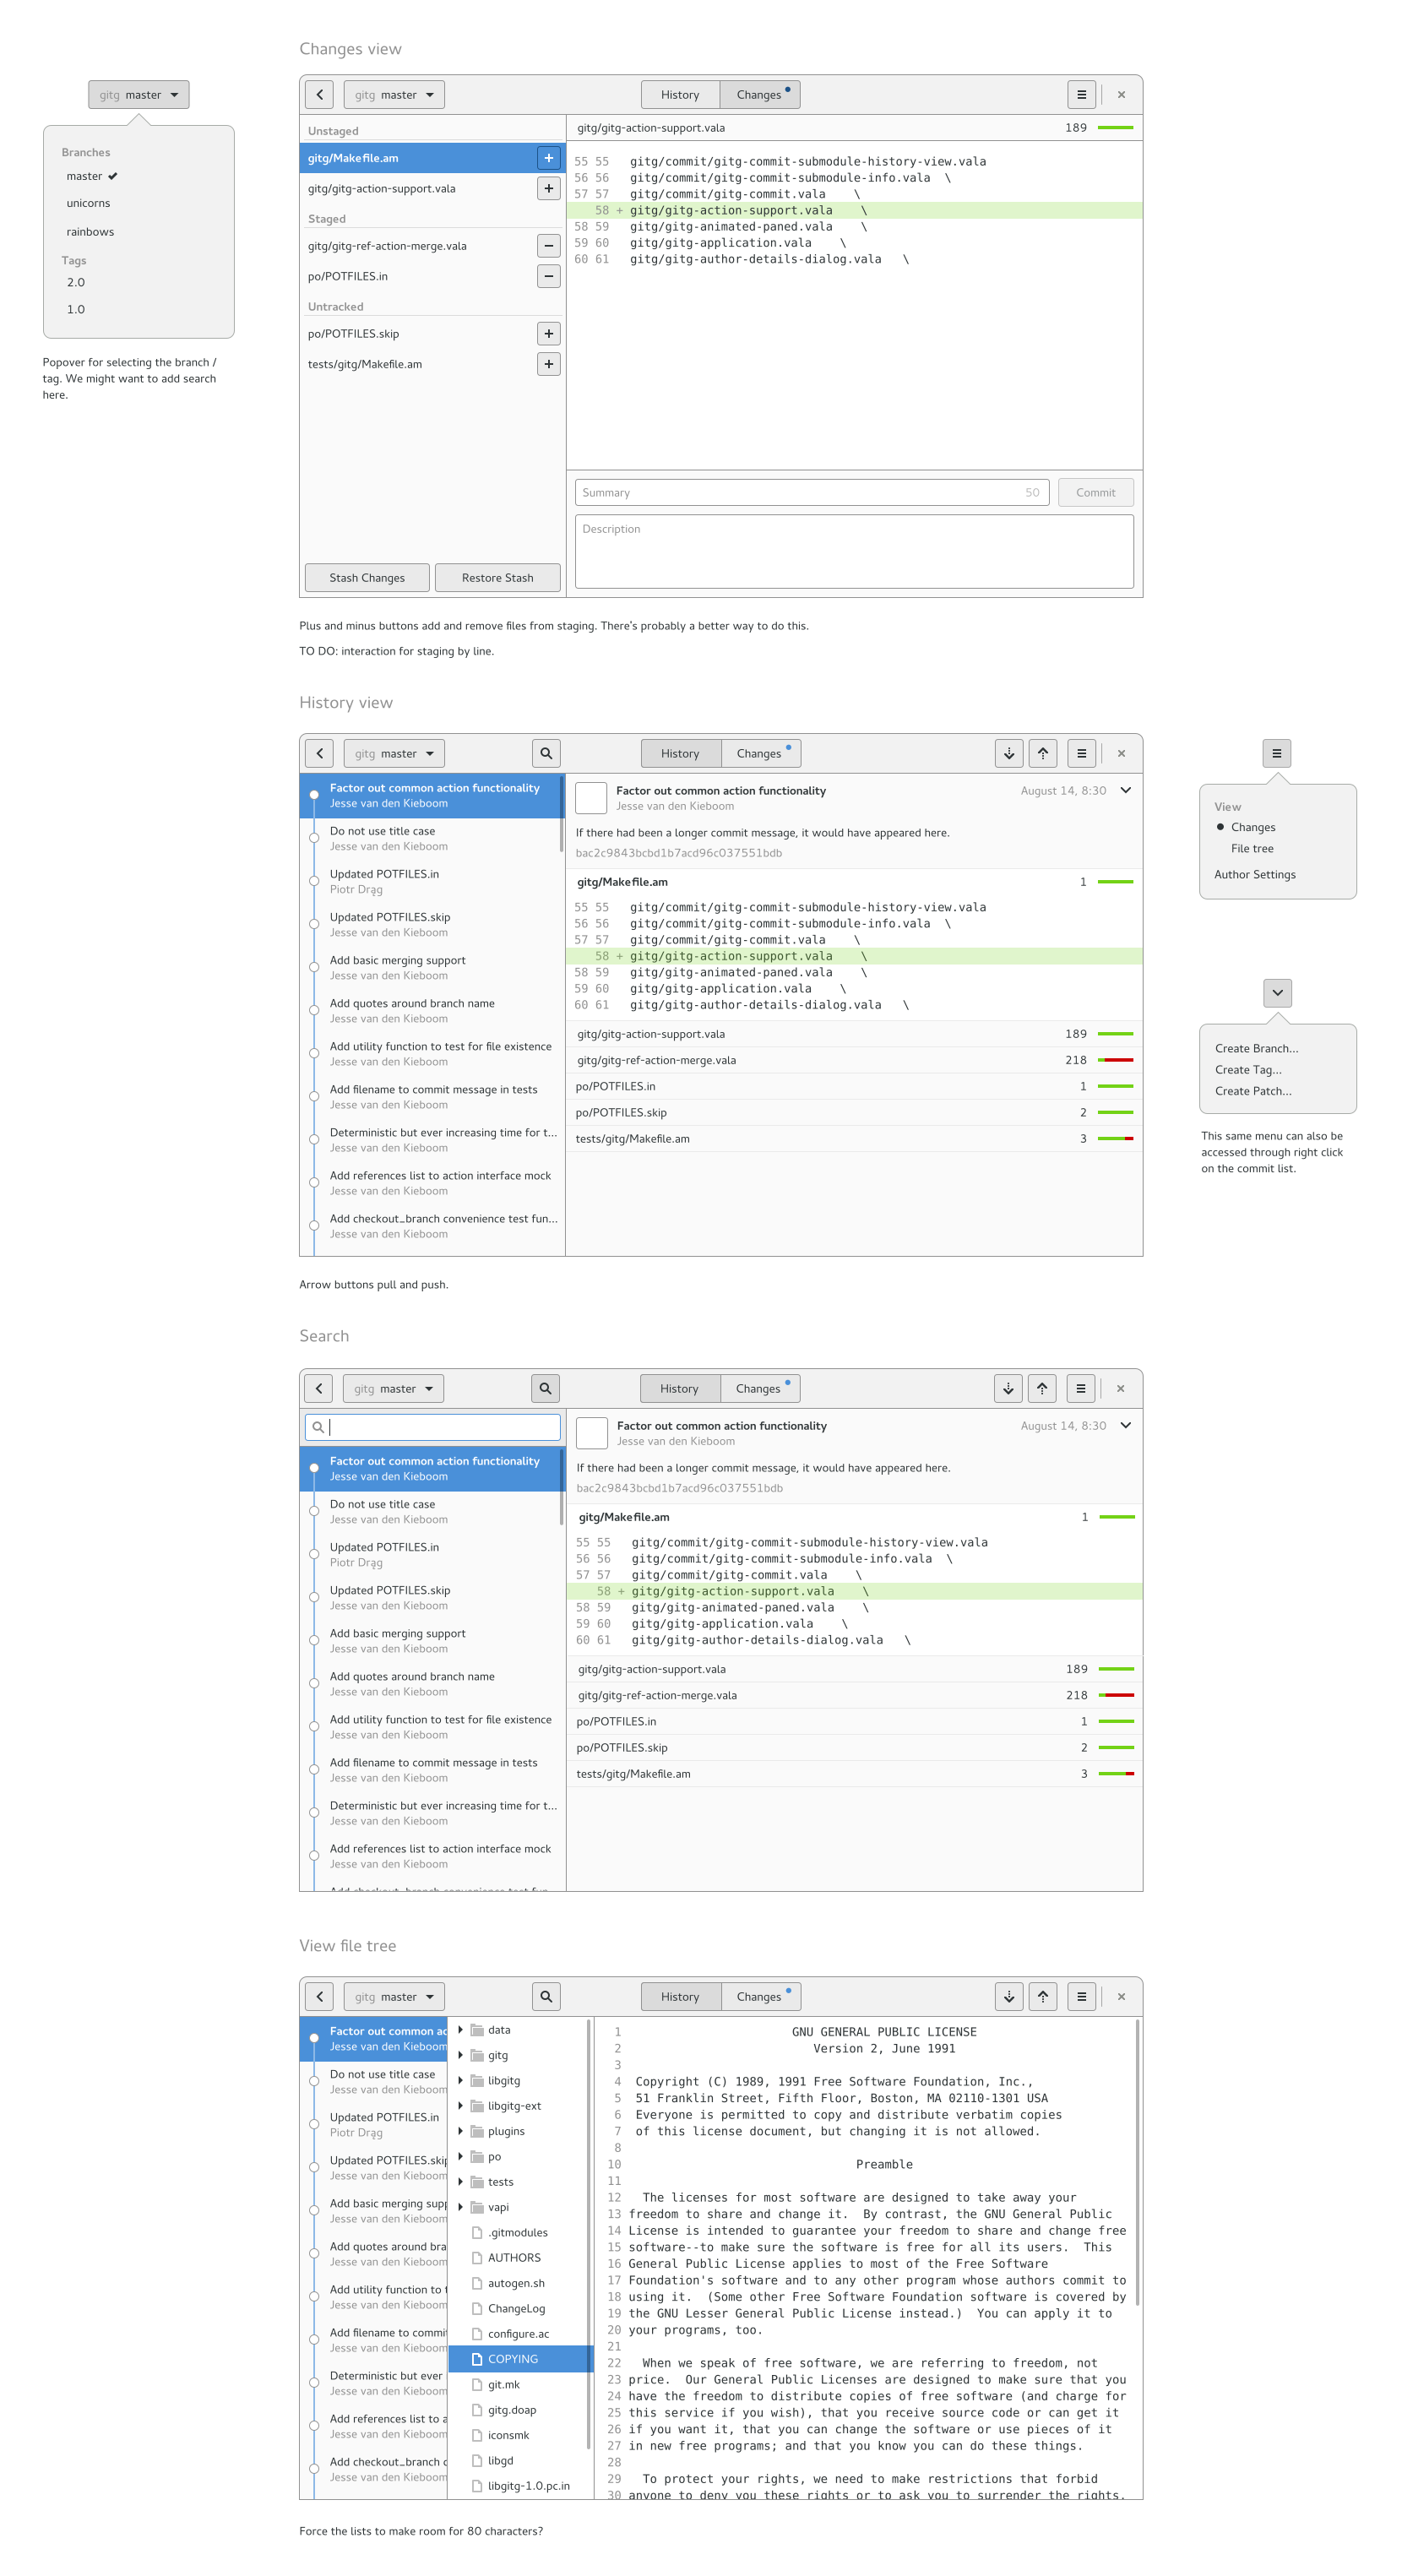 Changes view
gitg master
Branches
master
unicorns
rainbows
Tags
2.0
1.0
Popover for selecting the branch /
tag. We might want to add search
here.
gitg master
History
Changes
Unstaged
gitg/Makefile.am
gitg/gitg-action-support.vala
Staged
gitg/gitg-ref-action-merge.vala
po/POTFILES.in
Untracked
po/POTFILES.skip
tests/gitg/Makefile.am
Stash Changes
Restore Stash
gitg/gitg-action-support.vala 189
55 55 gitg/commit/gitg-commit-submodule-history-view.vala
56 56 gitg/commit/gitg-commit-submodule-info.vala \
57 57 gitg/commit/gitg-commit.vala \
58 + gitg/gitg-action-support.vala \
58 59 gitg/gitg-animated-paned.vala \
59 60 gitg/gitg-application.vala \
60 61 gitg/gitg-author-details-dialog.vala \
Summary 50
Commit
Description
Plus and minus buttons add and remove files from staging. There's probably a better way to do this.
TO DO: interaction for staging by line.
History view
gitg master
History
Changes
Factor out common action functionality
Jesse van den Kieboom
Do not use title case
Jesse van den Kieboom
Updated POTFILES.in
Piotr Drąg
Updated POTFILES.skip
Jesse van den Kieboom
Add basic merging support
Jesse van den Kieboom
Add quotes around branch name
Jesse van den Kieboom
Add utility function to test for file existence
Jesse van den Kieboom
Add filename to commit message in tests
Jesse van den Kieboom
Deterministic but ever increasing time for t...
Jesse van den Kieboom
Add references list to action interface mock
Jesse van den Kieboom
Add checkout_branch convenience test fun...
Jesse van den Kieboom
Factor out common action functionality August 14, 8:30
Jesse van den Kieboom
If there had been a longer commit message, it would have appeared here.
bac2c9843bcbd1b7acd96c037551bdb
gitg/Makefile.am 1
55 55 gitg/commit/gitg-commit-submodule-history-view.vala
56 56 gitg/commit/gitg-commit-submodule-info.vala \
57 57 gitg/commit/gitg-commit.vala \
58 + gitg/gitg-action-support.vala \
58 59 gitg/gitg-animated-paned.vala \
59 60 gitg/gitg-application.vala \
60 61 gitg/gitg-author-details-dialog.vala \
gitg/gitg-action-support.vala 189
gitg/gitg-ref-action-merge.vala 218
po/POTFILES.in 1
po/POTFILES.skip 2
tests/gitg/Makefile.am 3
View
Changes
File tree
Author Settings
Create Branch...
Create Tag...
Create Patch...
This same menu can also be
accessed through right click
on the commit list.
Arrow buttons pull and push.
Search
gitg master
History
Changes
Factor out common action functionality
Jesse van den Kieboom
Do not use title case
Jesse van den Kieboom
Updated POTFILES.in
Piotr Drąg
Updated POTFILES.skip
Jesse van den Kieboom
Add basic merging support
Jesse van den Kieboom
Add quotes around branch name
Jesse van den Kieboom
Add utility function to test for file existence
Jesse van den Kieboom
Add filename to commit message in tests
Jesse van den Kieboom
Deterministic but ever increasing time for t...
Jesse van den Kieboom
Add references list to action interface mock
Jesse van den Kieboom
Add checkout_branch convenience test fun...
Factor out common action functionality August 14, 8:30
Jesse van den Kieboom
If there had been a longer commit message, it would have appeared here.
bac2c9843bcbd1b7acd96c037551bdb
gitg/Makefile.am 1
55 55 gitg/commit/gitg-commit-submodule-history-view.vala
56 56 gitg/commit/gitg-commit-submodule-info.vala \
57 57 gitg/commit/gitg-commit.vala \
58 + gitg/gitg-action-support.vala \
58 59 gitg/gitg-animated-paned.vala \
59 60 gitg/gitg-application.vala \
60 61 gitg/gitg-author-details-dialog.vala \
gitg/gitg-action-support.vala 189
gitg/gitg-ref-action-merge.vala 218
po/POTFILES.in 1
po/POTFILES.skip 2
tests/gitg/Makefile.am 3
View file tree
gitg master
History
Changes
Factor out common ac
Jesse van den Kieboom
Do not use title case
Jesse van den Kieboom
Updated POTFILES.in
Piotr Drąg
Updated POTFILES.skip
Jesse van den Kieboom
Add basic merging supp
Jesse van den Kieboom
Add quotes around bra
Jesse van den Kieboom
Add utility function to t
Jesse van den Kieboom
Add filename to commit
Jesse van den Kieboom
Deterministic but ever
Jesse van den Kieboom
Add references list to a
Jesse van den Kieboom
Add checkout_branch c
Jesse van den Kieboom
data
gitg
libgitg
libgitg-ext
plugins
po
tests
vapi
.gitmodules
AUTHORS
autogen.sh
ChangeLog
configure.ac
COPYING
git.mk
gitg.doap
iconsmk
libgd
libgitg-1.0.pc.in
1 GNU GENERAL PUBLIC LICENSE
2 Version 2, June 1991
3
4 Copyright (C) 1989, 1991 Free Software Foundation, Inc.,
5 51 Franklin Street, Fifth Floor, Boston, MA 02110-1301 USA
6 Everyone is permitted to copy and distribute verbatim copies
7 of this license document, but changing it is not allowed.
8
10 Preamble
11
12 The licenses for most software are designed to take away your
13 freedom to share and change it. By contrast, the GNU General Public
14 License is intended to guarantee your freedom to share and change free
15 software--to make sure the software is free for all its users. This
16 General Public License applies to most of the Free Software
17 Foundation's software and to any other program whose authors commit to
18 using it. (Some other Free Software Foundation software is covered by
19 the GNU Lesser General Public License instead.) You can apply it to
20 your programs, too.
21
22 When we speak of free software, we are referring to freedom, not
23 price. Our General Public Licenses are designed to make sure that you
24 have the freedom to distribute copies of free software (and charge for
25 this service if you wish), that you receive source code or can get it
26 if you want it, that you can change the software or use pieces of it
27 in new free programs; and that you know you can do these things.
28
29 To protect your rights, we need to make restrictions that forbid
30 anyone to deny you these rights or to ask you to surrender the rights.
Force the lists to make room for 80 characters?